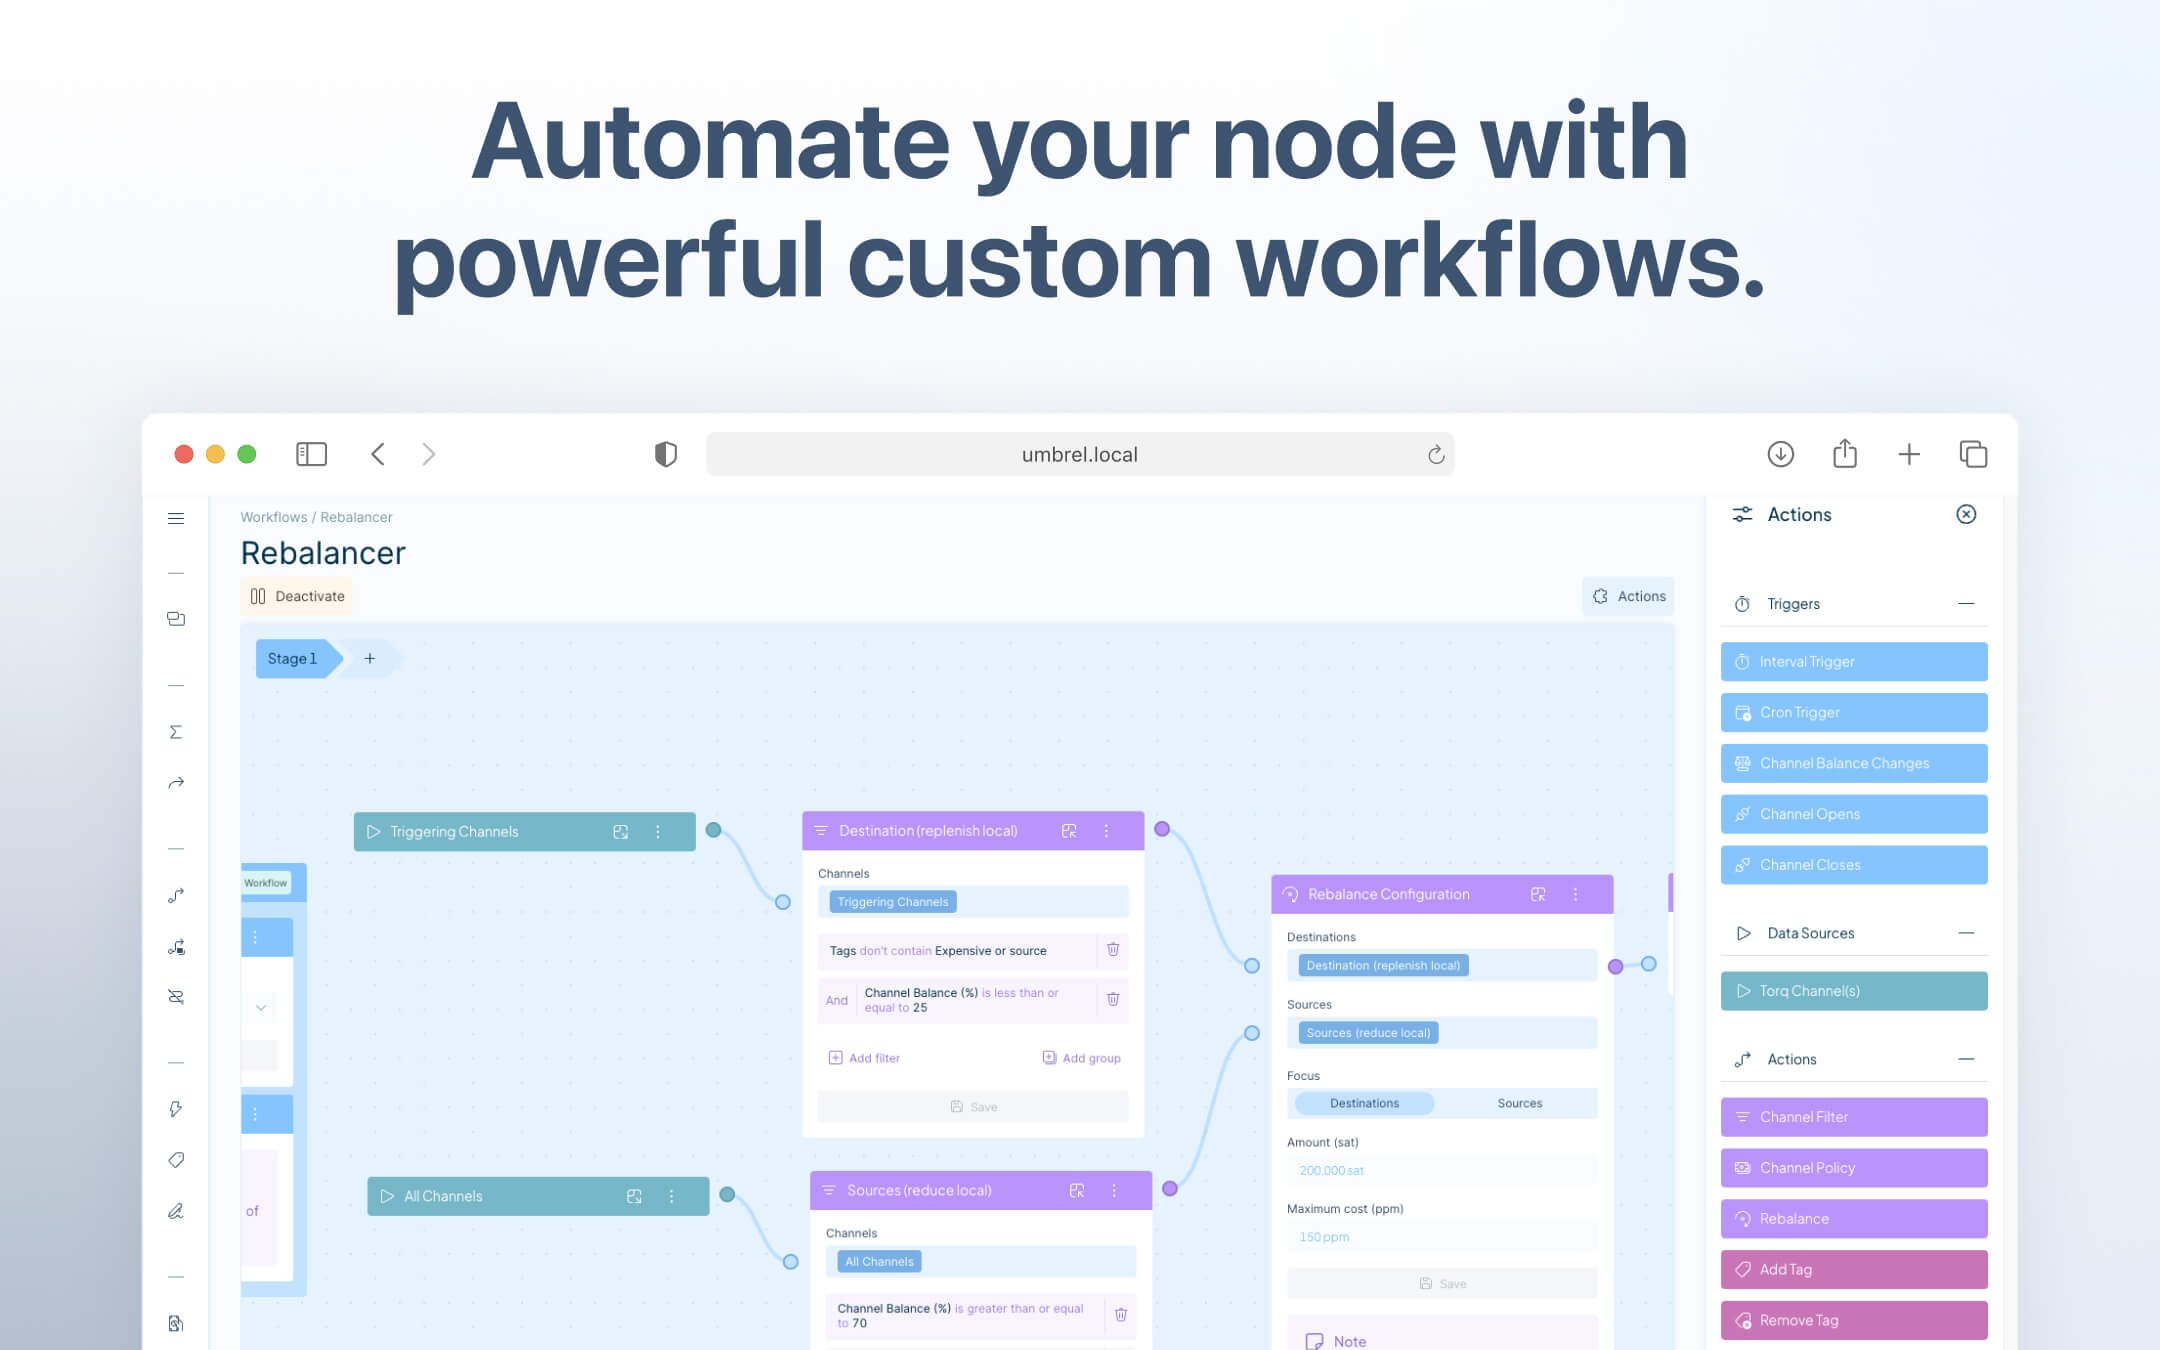 Automate your node with
powerful custom workflows.
umbrel.local
Workflows / Rebalancer
Rebalancer
Deactivate
Actions
Stage 1
+
Workflow
of
Triggering Channels
All Channels
Destination (replenish local)
Channels
Triggering Channels
Tags don't contain Expensive or source
And
Channel Balance (%) is less than or
equal to 25
Add filter
Add group
Save
Sources (reduce local)
Channels
All Channels
Channel Balance (%) is greater than or equal
to 70
Rebalance Configuration
Destinations
Destination (replenish local)
Sources
Sources (reduce local)
Focus
Destinations
Sources
Amount (sat)
200.000 sat
Maximum cost (ppm)
150 ppm
Save
Note
Actions
Triggers
Interval Trigger
Cron Trigger
Channel Balance Changes
Channel Opens
Channel Closes
Data Sources
Torq Channel(s)
Actions
Channel Filter
Channel Policy
Rebalance
Add Tag
Remove Tag